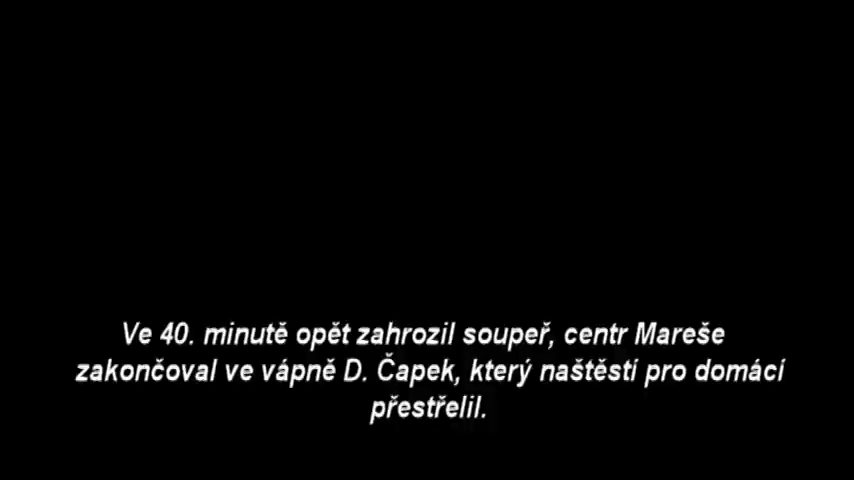 Ve 40. minutě opět zahrozil soupeř, centr Mareše
zakončoval ve vápně D. Čapek, který naštěstí pro domácí
přestřelil.